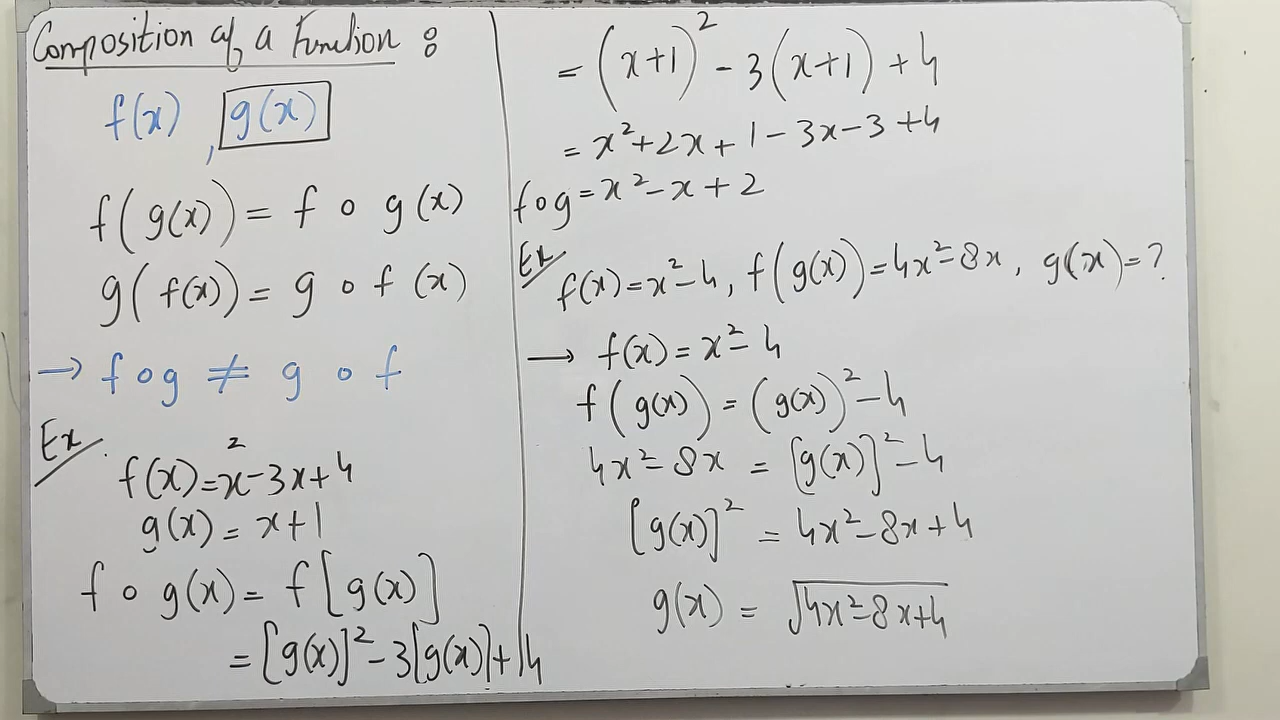 Composition of a Function :
f(x) , g(x)
f(g(x)) = f o g(x)
g(f(x)) = g o f (x)
→ f o g ≠ g o f
Ex
f(x) = x² - 3x + 4
g(x) = x + 1
f o g(x) = f[g(x)]
= [g(x)]² - 3[g(x)] + 4
= (x+1)² - 3(x+1) + 4
= x² + 2x + 1 - 3x - 3 + 4
fog = x² - x + 2
Ex
f(x) = x² - 4, f(g(x)) = 4x² - 8x, g(x) = ?
→ f(x) = x² - 4
f(g(x)) = (g(x))² - 4
4x² - 8x = [g(x)]² - 4
[g(x)]² = 4x² - 8x + 4
g(x) = √4x² - 8x + 4